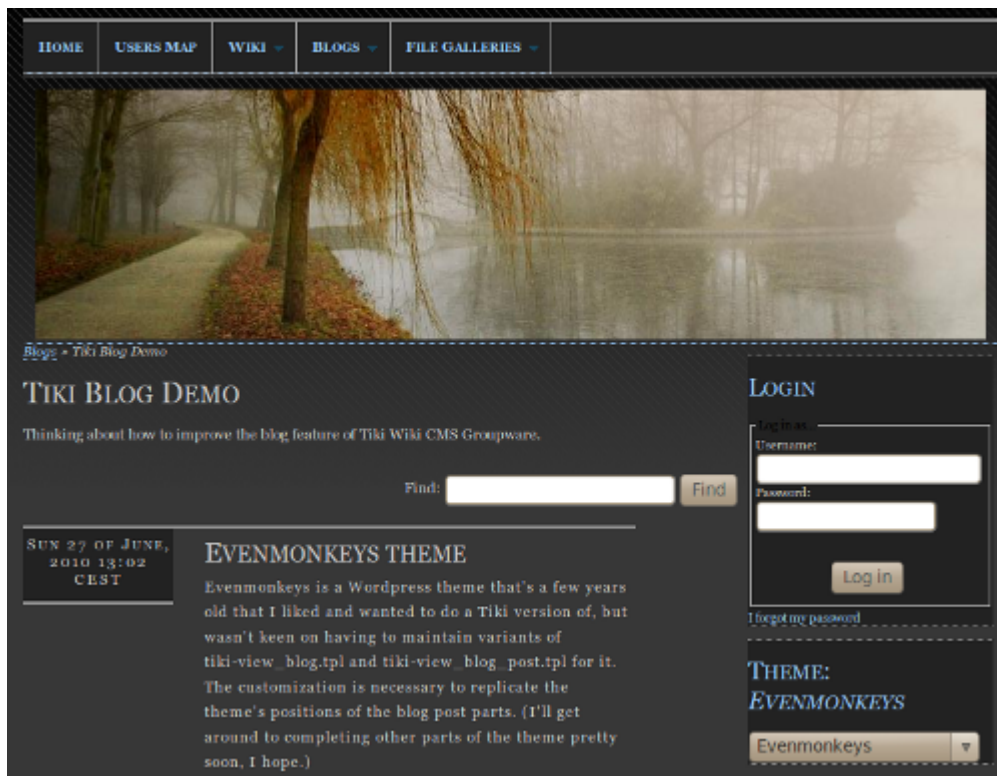 HOME USERS MAP WIKI BLOGS FILE GALLERIES
Blogs » Tiki Blog Demo
TIKI BLOG DEMO
Thinking about how to improve the blog feature of Tiki Wiki CMS Groupware.
Find: Find
SUN 27 OF JUNE,
2010 13:02
CEST
EVENMONKEYS THEME
Evenmonkeys is a Wordpress theme that's a few years
old that I liked and wanted to do a Tiki version of, but
wasn't keen on having to maintain variants of
tiki-view_blog.tpl and tiki-view_blog_post.tpl for it.
The customization is necessary to replicate the
theme's positions of the blog post parts. (I'll get
around to completing other parts of the theme pretty
soon, I hope.)
LOGIN
Log in as...
Username:
Password:
Log in
I forgot my password
THEME:
EVENMONKEYS
Evenmonkeys